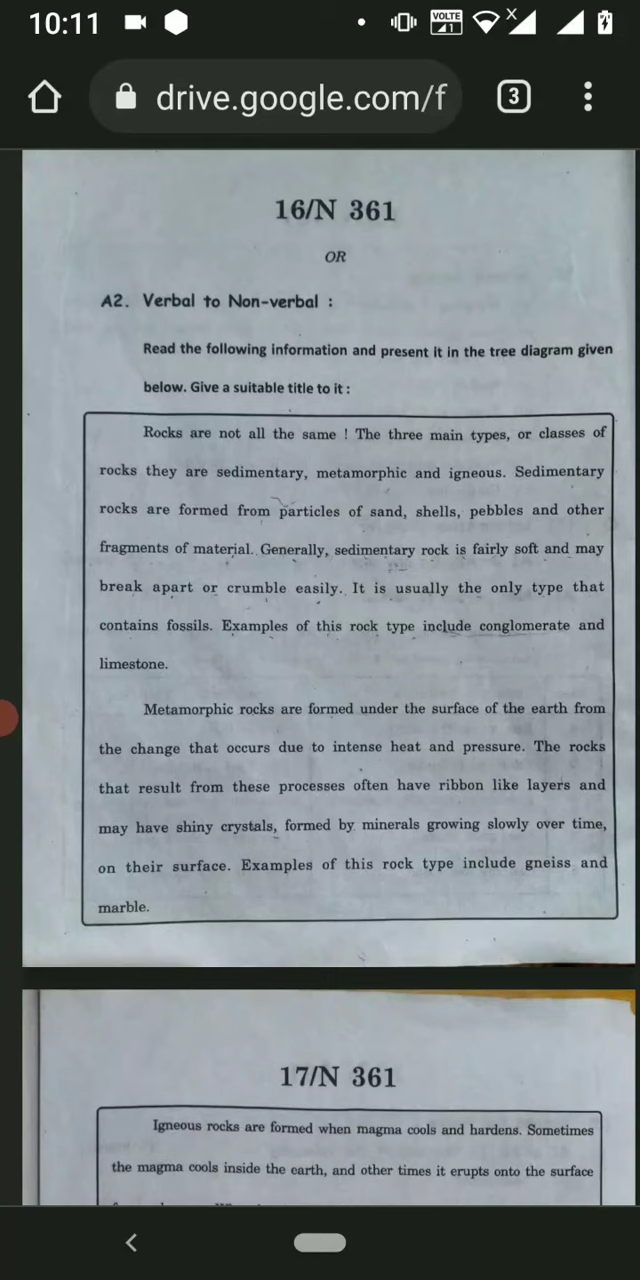 10:11
VOLTE
1
X
drive.google.com/f
3
16/N 361
OR
A2. Verbal to Non-verbal :
Read the following information and present it in the tree diagram given
below. Give a suitable title to it :
Rocks are not all the same ! The three main types, or classes of
rocks they are sedimentary, metamorphic and igneous. Sedimentary
rocks are formed from particles of sand, shells, pebbles and other
fragments of material. Generally, sedimentary rock is fairly soft and may
break apart or crumble easily. It is usually the only type that
contains fossils. Examples of this rock type include conglomerate and
limestone.
Metamorphic rocks are formed under the surface of the earth from
the change that occurs due to intense heat and pressure. The rocks
that result from these processes often have ribbon like layers and
may have shiny crystals, formed by minerals growing slowly over time,
on their surface. Examples of this rock type include gneiss and
marble.
17/N 361
Igneous rocks are formed when magma cools and hardens. Sometimes
the magma cools inside the earth, and other times it erupts onto the surface